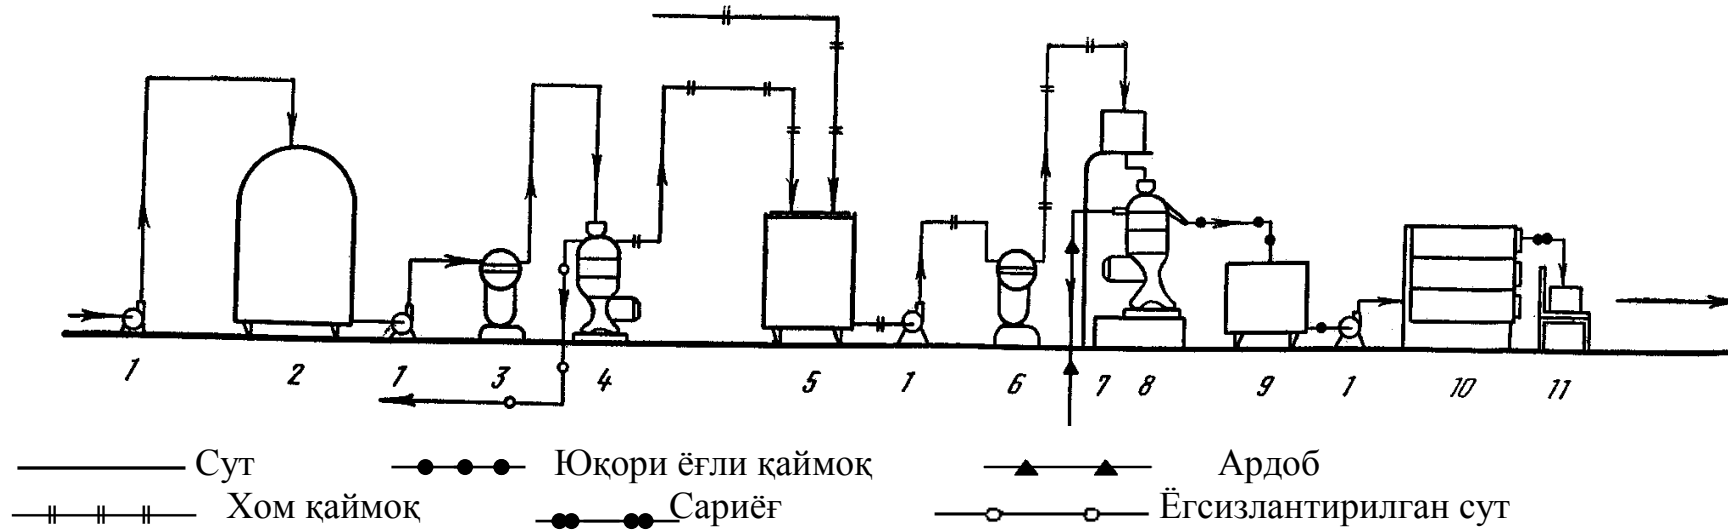 1 2 1 3 4 5 1 6 7 8 9 1 10 11
Сут Юқори ёғли қаймоқ Ардоб
Хом қаймоқ Сариёғ Ёгсизлантирилган сут